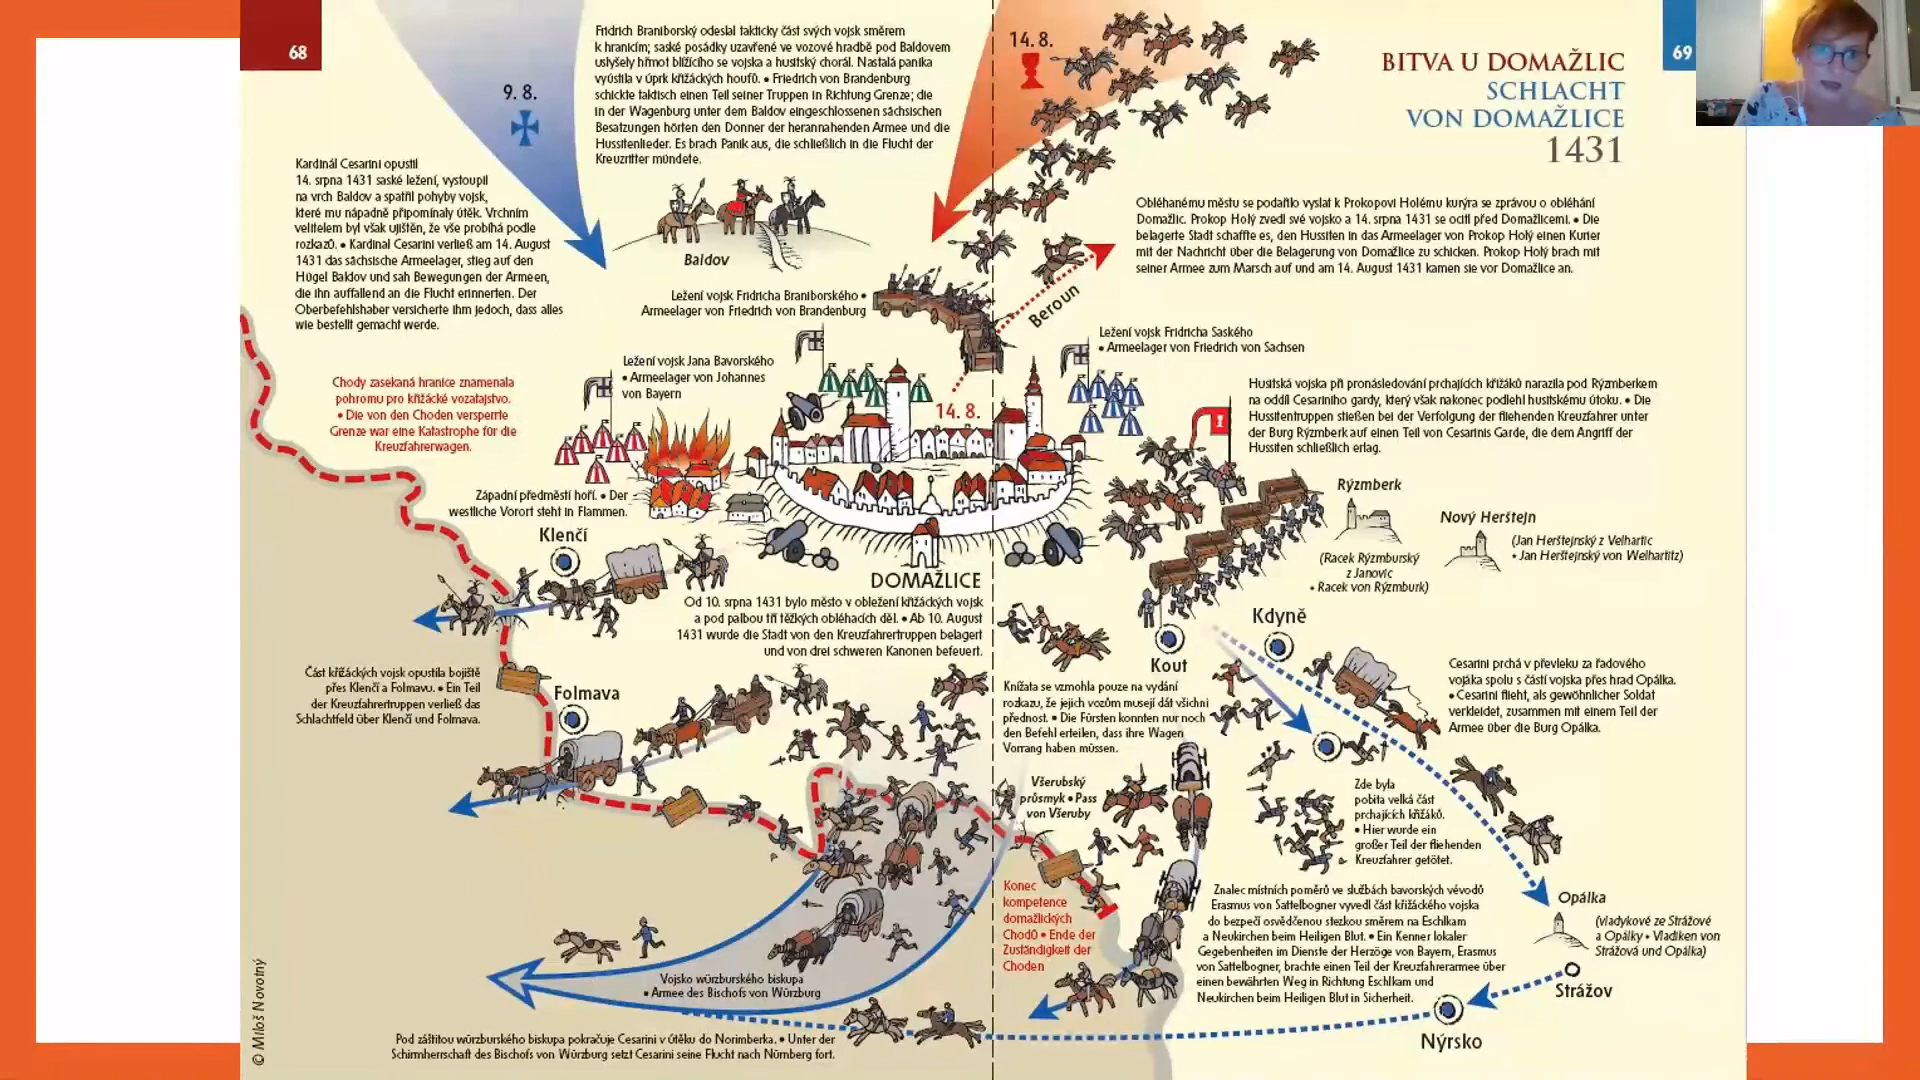 68
Fridrich Braniborský odeslal takticky část svých vojsk směrem
k hranicím; saské posádky uzavřené ve vozové hradbě pod Baldovem
uslyšely hřmot blížícího se vojska a husitský chorál. Nastalá panika
vyústila v úprk křižáckých houfů. • Friedrich von Brandenburg
schickte taktisch einen Teil seiner Truppen in Richtung Grenze; die
in der Wagenburg unter dem Baldov eingeschlossenen sächsischen
Besatzungen hörten den Donner der herannahenden Armee und die
Hussitenlieder. Es brach Panik aus, die schließlich in die Flucht der
Kreuzritter mündete.
9. 8.
14. 8.
BITVA U DOMAŽLIC
SCHLACHT
VON DOMAŽLICE
1431
69
Kardinál Cesarini opustil
14. srpna 1431 saské ležení, vystoupil
na vrch Baldov a spatřil pohyby vojsk,
které mu nápadně připomínaly útěk. Vrchním
velitelem byl však ujištěn, že vše probíhá podle
rozkazů. • Kardinal Cesarini verließ am 14. August
1431 das sächsische Armeelager, stieg auf den
Hügel Baldov und sah Bewegungen der Armeen,
die ihn auffallend an die Flucht erinnerten. Der
Oberbefehlshaber versicherte ihm jedoch, dass alles
wie bestellt gemacht werde.
Baldov
Obléhanému městu se podařilo vyslat k Prokopovi Holému kurýra se zprávou o obléhání
Domažlic. Prokop Holý zvedl své vojsko a 14. srpna 1431 se ocitl před Domažlicemi. • Die
belagerte Stadt schaffte es, den Hussiten in das Armeelager von Prokop Holý einen Kurier
mit der Nachricht über die Belagerung von Domažlice zu schicken. Prokop Holý brach mit
seiner Armee zum Marsch auf und am 14. August 1431 kamen sie vor Domažlice an.
Ležení vojsk Fridricha Braniborského •
Armeelager von Friedrich von Brandenburg
Beroun
Ležení vojsk Fridricha Saského
• Armeelager von Friedrich von Sachsen
Ležení vojsk Jana Bavorského
• Armeelager von Johannes
von Bayern
Chody zasekaná hranice znamenala
pohromu pro křižácké vozatajstvo.
• Die von den Choden versperrte
Grenze war eine Katastrophe für die
Kreuzfahrerwagen.
14. 8.
Husitská vojska při pronásledování prchajících křižáků narazila pod Rýzmberkem
na oddíl Cesariniho gardy, který však nakonec podlehl husitskému útoku. • Die
Hussitentruppen stießen bei der Verfolgung der fliehenden Kreuzfahrer unter
der Burg Rýzmberk auf einen Teil von Cesarinis Garde, die dem Angriff der
Hussiten schließlich erlag.
Západní předměstí hoří. • Der
westliche Vorort steht in Flammen.
Rýzmberk
(Racek Rýzmburský
z Janovic
• Racek von Rýzmburk)
Nový Herštejn
(Jan Herštejnský z Velhartic
• Jan Herštejnský von Welhartitz)
Klenčí
DOMAŽLICE
Od 10. srpna 1431 bylo město v obležení křižáckých vojsk
a pod palbou tří těžkých obléhacích děl. • Ab 10. August
1431 wurde die Stadt von den Kreuzfahrertruppen belagert
und von drei schweren Kanonen befeuert.
Kdyně
Kout
Část křižáckých vojsk opustila bojiště
přes Klenčí a Folmavu. • Ein Teil
der Kreuzfahrertruppen verließ das
Schlachtfeld über Klenčí und Folmava.
Folmava
Knížata se vzmohla pouze na vydání
rozkazu, že jejich vozům musejí dát všichni
přednost. • Die Fürsten konnten nur noch
den Befehl erteilen, dass ihre Wagen
Vorrang haben müssen.
Cesarini prchá v převleku za řadového
vojáka spolu s částí vojska přes hrad Opálka.
• Cesarini flieht, als gewöhnlicher Soldat
verkleidet, zusammen mit einem Teil der
Armee über die Burg Opálka.
Všerubský
průsmyk • Pass
von Všeruby
Zde byla
pobita velká část
prchajících křižáků.
• Hier wurde ein
großer Teil der fliehenden
Kreuzfahrer getötet.
Konec
kompetence
domažlických
Chodů • Ende der
Zuständigkeit der
Choden
Znalec místních poměrů ve službách bavorských vévodů
Erasmus von Sattelbogner vyvedl část křižáckého vojska
do bezpečí osvědčenou stezkou směrem na Eschlkam
a Neukirchen beim Heiligen Blut. • Ein Kenner lokaler
Gegebenheiten im Dienste der Herzöge von Bayern, Erasmus
von Sattelbogner, brachte einen Teil der Kreuzfahrerarmee über
einen bewährten Weg in Richtung Eschlkam und
Neukirchen beim Heiligen Blut in Sicherheit.
Opálka
(vladykové ze Strážové
a Opálky • Vladiken von
Strážová und Opálka)
Strážov
Nýrsko
Vojsko würzburského biskupa
• Armee des Bischofs von Würzburg
Pod záštitou würzburského biskupa pokračuje Cesarini v útěku do Norimberka. • Unter der
Schirmherrschaft des Bischofs von Würzburg setzt Cesarini seine Flucht nach Nürnberg fort.
© Miloš Novotný